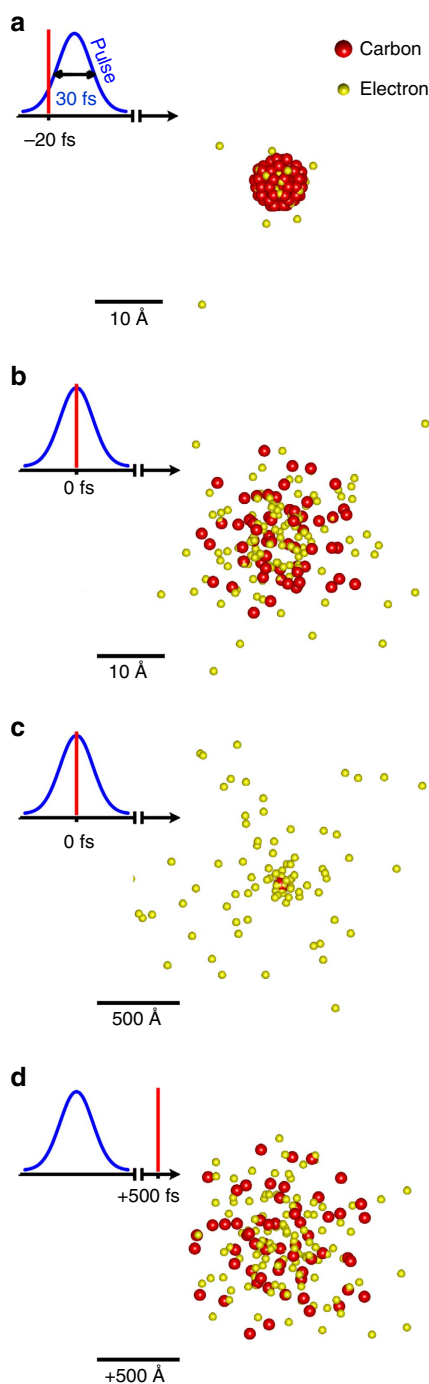 a
Pulse
30 fs
–20 fs
Carbon
Electron
10 Å
b
0 fs
10 Å
c
0 fs
500 Å
d
+500 fs
+500 Å